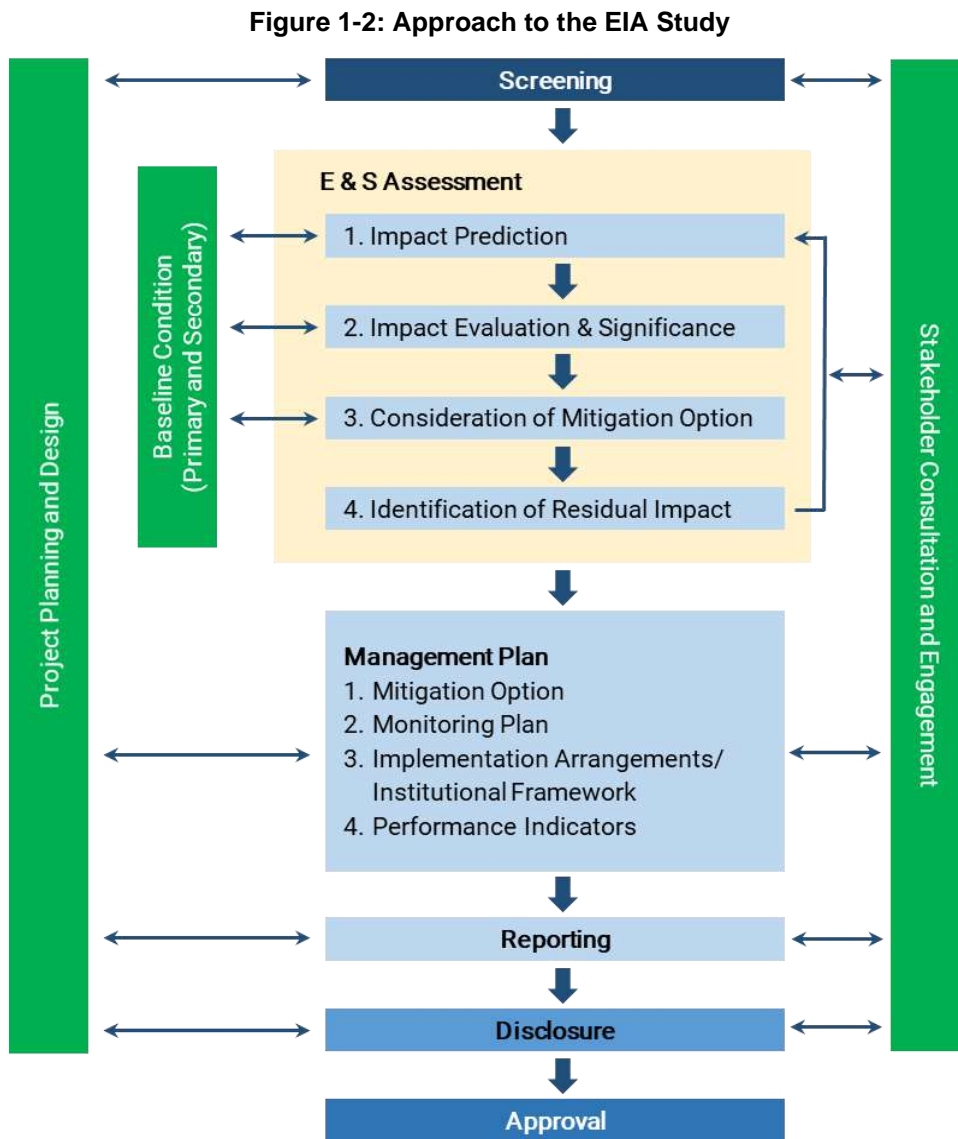 Figure 1-2: Approach to the EIA Study
Screening
E & S Assessment
1. Impact Prediction
2. Impact Evaluation & Significance
3. Consideration of Mitigation Option
4. Identification of Residual Impact
Project Planning and Design
Baseline Condition
(Primary and Secondary)
Stakeholder Consultation and Engagement
Management Plan
1. Mitigation Option
2. Monitoring Plan
3. Implementation Arrangements/
Institutional Framework
4. Performance Indicators
Reporting
Disclosure
Approval